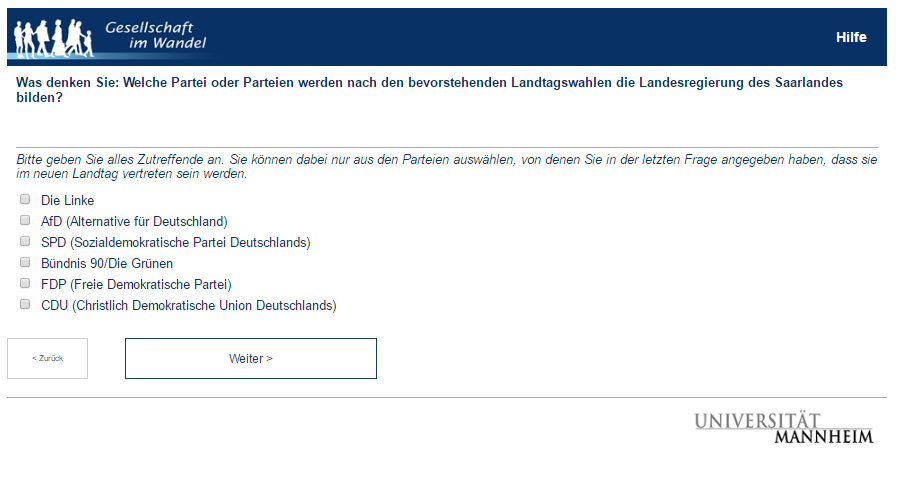 Gesellschaft
im Wandel
Hilfe
Was denken Sie: Welche Partei oder Parteien werden nach den bevorstehenden Landtagswahlen die Landesregierung des Saarlandes
bilden?
Bitte geben Sie alles Zutreffende an. Sie können dabei nur aus den Parteien auswählen, von denen Sie in der letzten Frage angegeben haben, dass sie
im neuen Landtag vertreten sein werden.
Die Linke
AfD (Alternative für Deutschland)
SPD (Sozialdemokratische Partei Deutschlands)
Bündnis 90/Die Grünen
FDP (Freie Demokratische Partei)
CDU (Christlich Demokratische Union Deutschlands)
< Zurück
Weiter >
UNIVERSITÄT
MANNHEIM